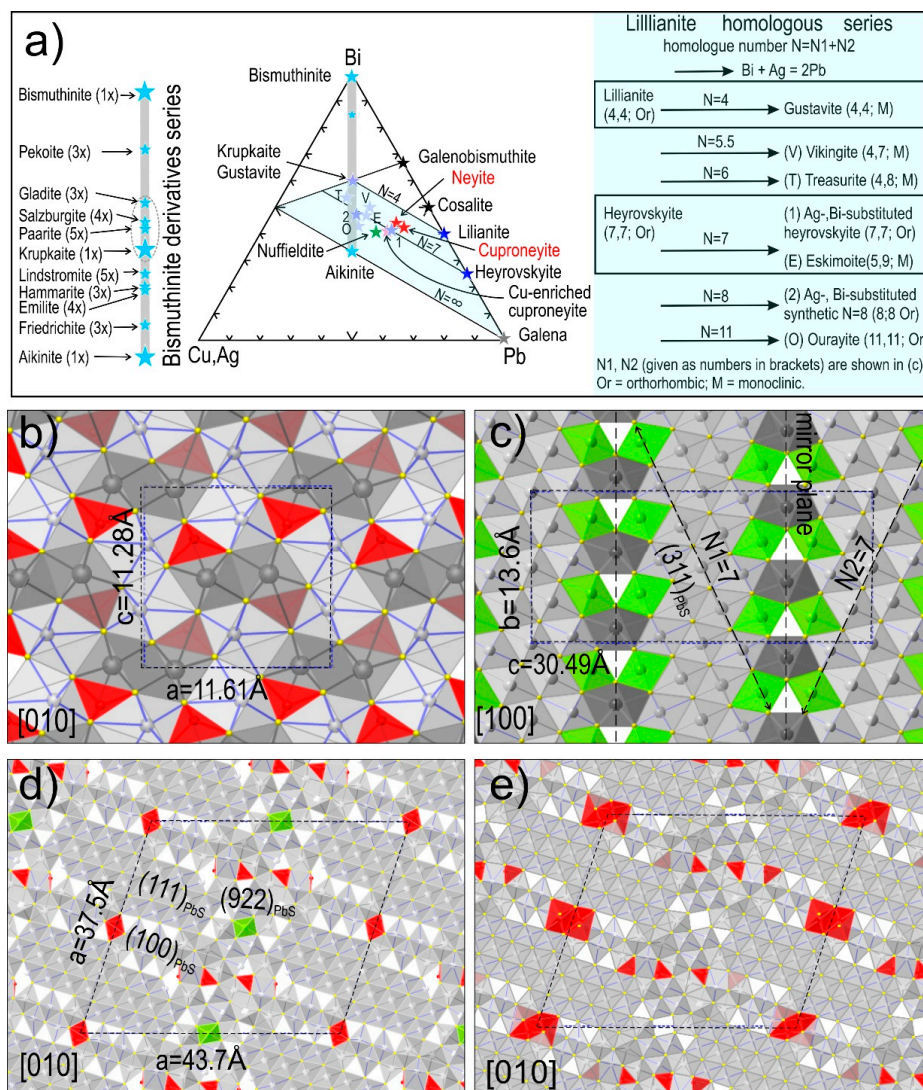 a)
Bismuthinite (1x)
Pekoite (3x)
Gladite (3x)
Salzburgite (4x)
Paarite (5x)
Krupkaite (1x)
Lindstromite (5x)
Hammarite (3x)
Emilite (4x)
Friedrichite (3x)
Aikinite (1x)
Bismuthinite derivatives series
Bi
Bismuthinite
Krupkaite
Gustavite
Galenobismuthite
Neyite
N=4
T
V
Cosalite
2
E
O
1
Lilianite
Nuffieldite
N=7
Cuproneyite
Aikinite
Heyrovskyite
Cu-enriched
cuproneyite
N=∞
Galena
Cu,Ag
Pb
Lilllianite homologous series
homologue number N=N1+N2
Bi + Ag = 2Pb
Lillianite
(4,4; Or)
N=4
Gustavite (4,4; M)
N=5.5
(V) Vikingite (4,7; M)
N=6
(T) Treasurite (4,8; M)
Heyrovskyite
(7,7; Or)
N=7
(1) Ag-,Bi-substituted
heyrovskyite (7,7; Or)
(E) Eskimoite(5,9; M)
N=8
(2) Ag-, Bi-substituted
synthetic N=8 (8;8 Or)
N=11
(O) Ourayite (11,11; Or)
N1, N2 (given as numbers in brackets) are shown in (c)
Or = orthorhombic; M = monoclinic.
b)
c=11.28Å
a=11.61Å
[010]
c)
mirror plane
b=13.6Å
N1=7
(311)PbS
N2=7
c=30.49Å
[100]
d)
a=37.5Å
(111)PbS
(922)PbS
(100)PbS
a=43.7Å
[010]
e)
[010]